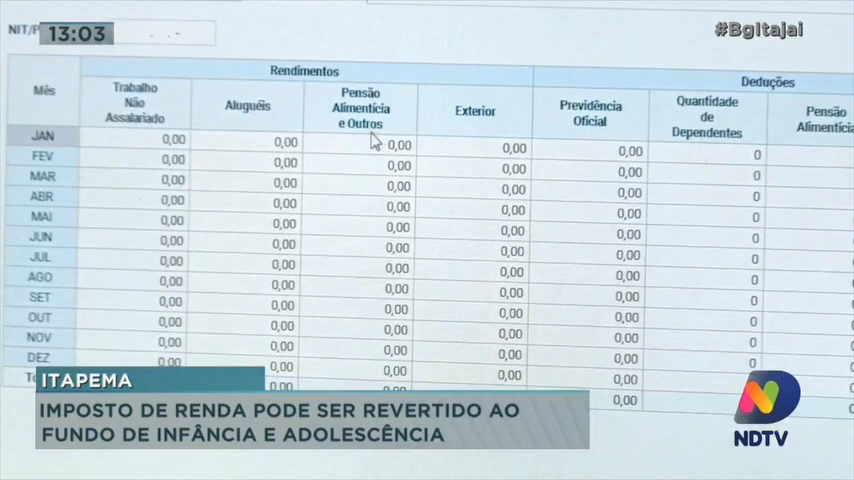 NIT/P
13:03
#BgItajai
Rendimentos
Deduções
Mês
Trabalho
Não
Assalariado
Aluguéis
Pensão
Alimentícia
e Outros
Exterior
Previdência
Oficial
Quantidade
de
Dependentes
Pensão
Alimentícia
JAN 0,00 0,00 0,00 0,00 0,00 0
FEV 0,00 0,00 0,00 0,00 0,00 0
MAR 0,00 0,00 0,00 0,00 0,00 0
ABR 0,00 0,00 0,00 0,00 0,00 0
MAI 0,00 0,00 0,00 0,00 0,00 0
JUN 0,00 0,00 0,00 0,00 0,00 0
JUL 0,00 0,00 0,00 0,00 0,00 0
AGO 0,00 0,00 0,00 0,00 0,00 0
SET 0,00 0,00 0,00 0,00 0,00 0
OUT 0,00 0,00 0,00 0,00 0,00 0
NOV 0,00 0,00 0,00 0,00 0,00 0
DEZ 0,00 0,00 0,00 0,00 0,00
0,00 0,00 0,00
ITAPEMA
IMPOSTO DE RENDA PODE SER REVERTIDO AO
FUNDO DE INFÂNCIA E ADOLESCÊNCIA
NDTV